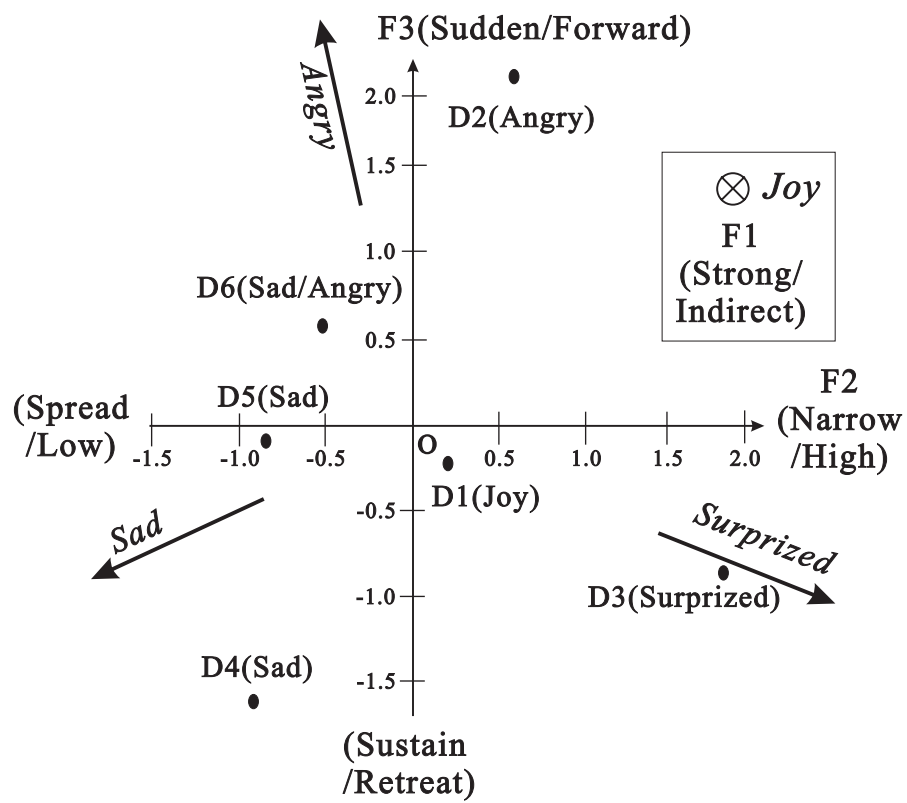 F3(Sudden/Forward)
Angry
2.0
D2(Angry)
1.5
Joy
F1
(Strong/
Indirect)
1.0
D6(Sad/Angry)
0.5
F2
(Narrow
/High)
(Spread
/Low)
D5(Sad)
O
-1.5 -1.0 -0.5 0.5 1.0 1.5 2.0
D1(Joy)
-0.5
Sad
Surprized
D3(Surprized)
-1.0
D4(Sad)
-1.5
(Sustain
/Retreat)